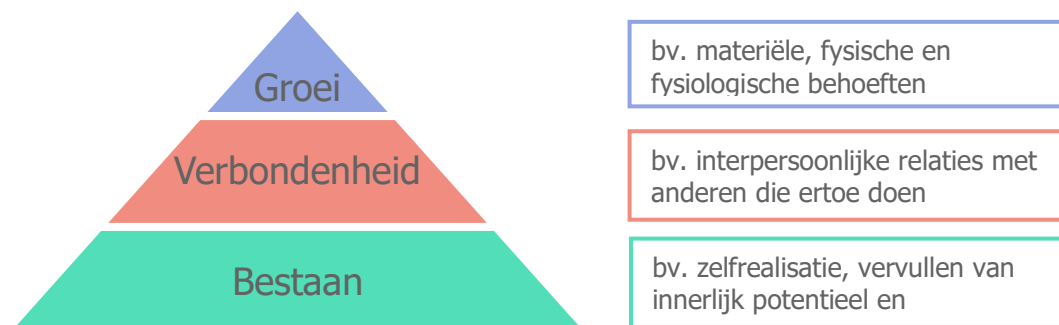 Groei
bv. materiële, fysische en
fysiologische behoeften
Verbondenheid
bv. interpersoonlijke relaties met
anderen die ertoe doen
Bestaan
bv. zelfrealisatie, vervullen van
innerlijk potentieel en